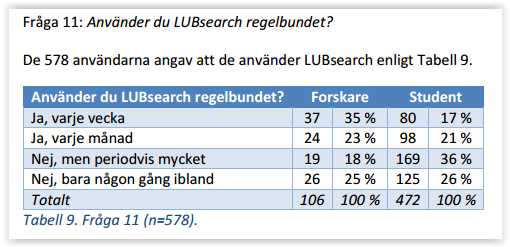 Fråga 11: Använder du LUBsearch regelbundet?
De 578 användarna angav att de använder LUBsearch enligt Tabell 9.
Använder du LUBsearch regelbundet? Forskare Student
Ja, varje vecka 37 35 % 80 17 %
Ja, varje månad 24 23 % 98 21 %
Nej, men periodvis mycket 19 18 % 169 36 %
Nej, bara någon gång ibland 26 25 % 125 26 %
Totalt 106 100 % 472 100 %
Tabell 9. Fråga 11 (n=578).